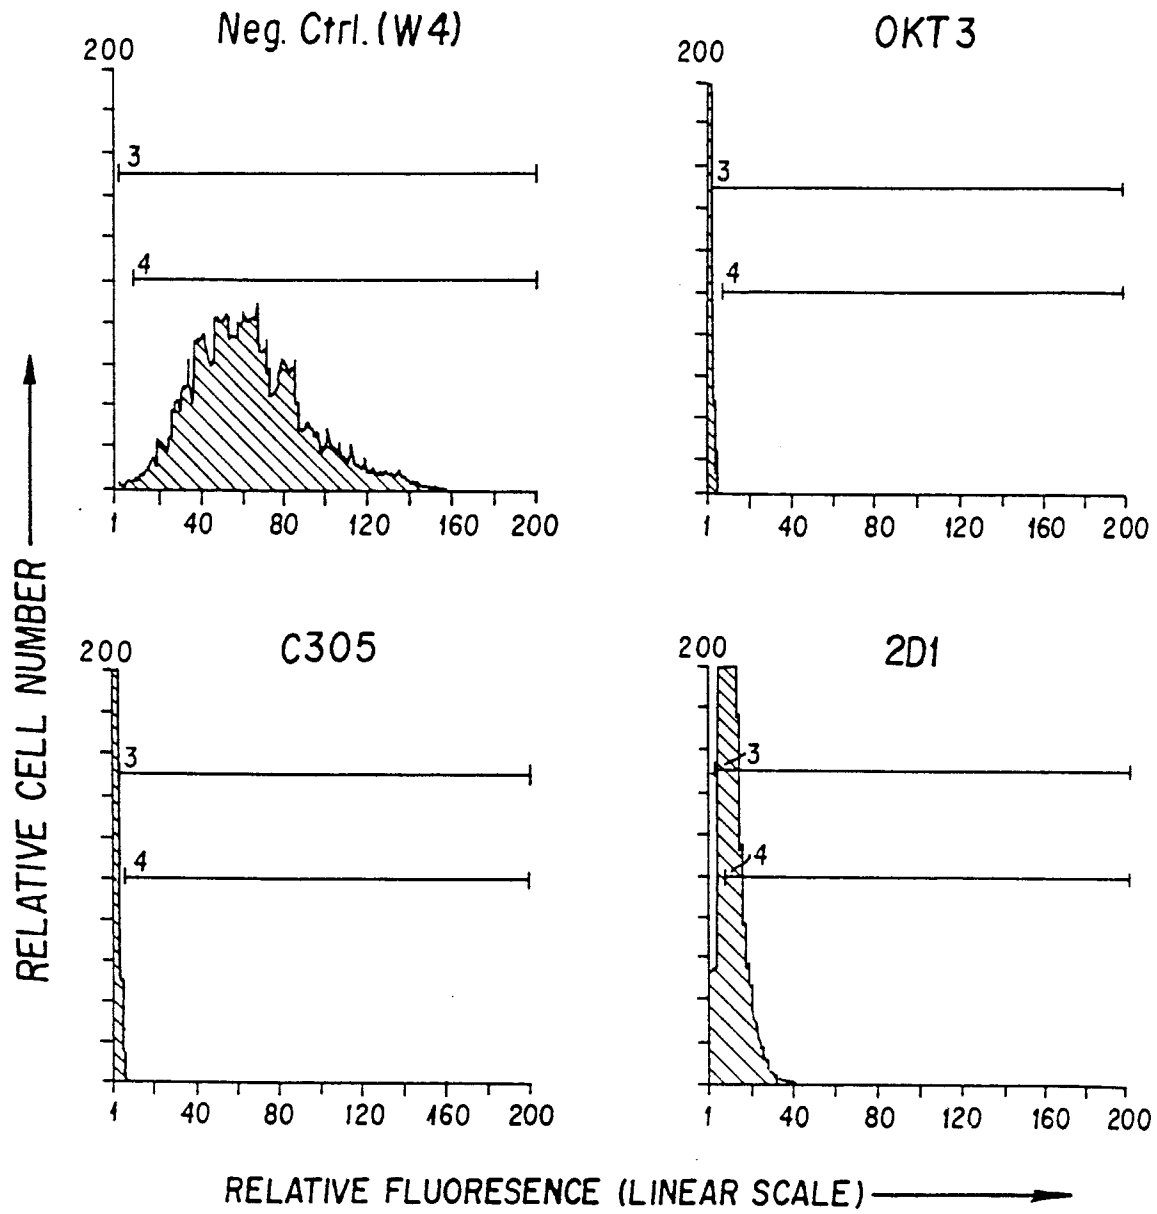 Neg. Ctrl. (W4)
200
3
4
1 40 80 120 160 200
OKT3
200
3
4
1 40 80 120 160 200
C305
200
3
4
1 40 80 120 160 200
2D1
200
3
4
1 40 80 120 160 200
RELATIVE CELL NUMBER
RELATIVE FLUORESENCE (LINEAR SCALE)